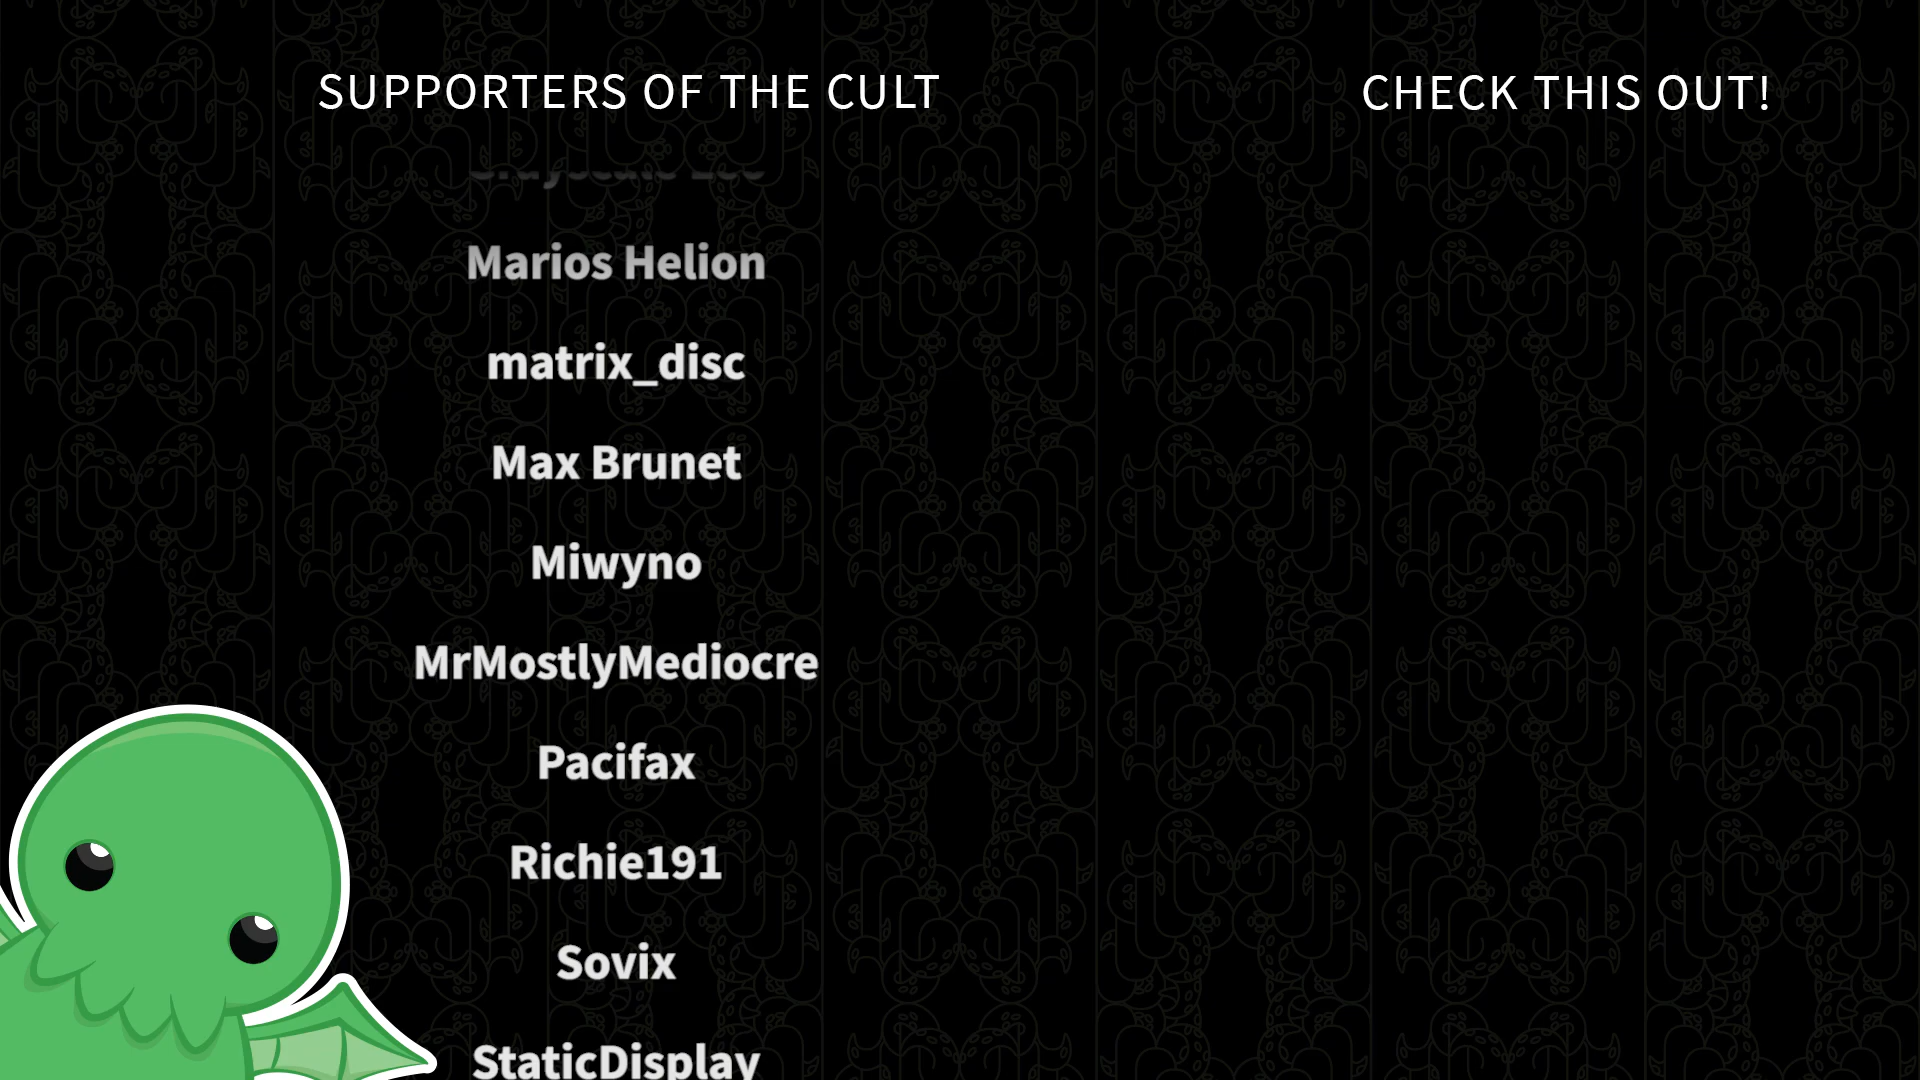 SUPPORTERS OF THE CULT
CHECK THIS OUT!
Marios Helion
matrix_disc
Max Brunet
Miwyno
MrMostlyMediocre
Pacifax
Richie191
Sovix
StaticDisplay